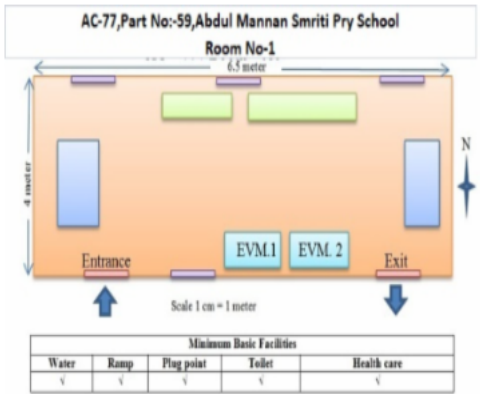 AC-77,Part No:-59,Abdul Mannan Smriti Pry School
Room No-1
6.5 meter
4 meter
N
EVM.1 EVM. 2
Entrance Exit
Scale 1 cm = 1 meter
Minimum Basic Facilities
Water Ramp Plug point Toilet Health care
√ √ √ √ √